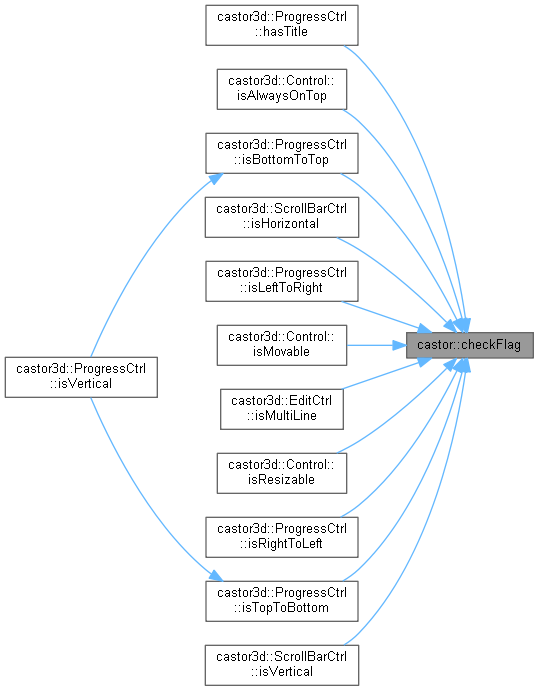 castor3d::ProgressCtrl
::hasTitle
castor3d::Control::
isAlwaysOnTop
castor3d::ProgressCtrl
::isBottomToTop
castor3d::ScrollBarCtrl
::isHorizontal
castor3d::ProgressCtrl
::isLeftToRight
castor3d::Control::
isMovable
castor::checkFlag
castor3d::ProgressCtrl
::isVertical
castor3d::EditCtrl
::isMultiLine
castor3d::Control::
isResizable
castor3d::ProgressCtrl
::isRightToLeft
castor3d::ProgressCtrl
::isTopToBottom
castor3d::ScrollBarCtrl
::isVertical